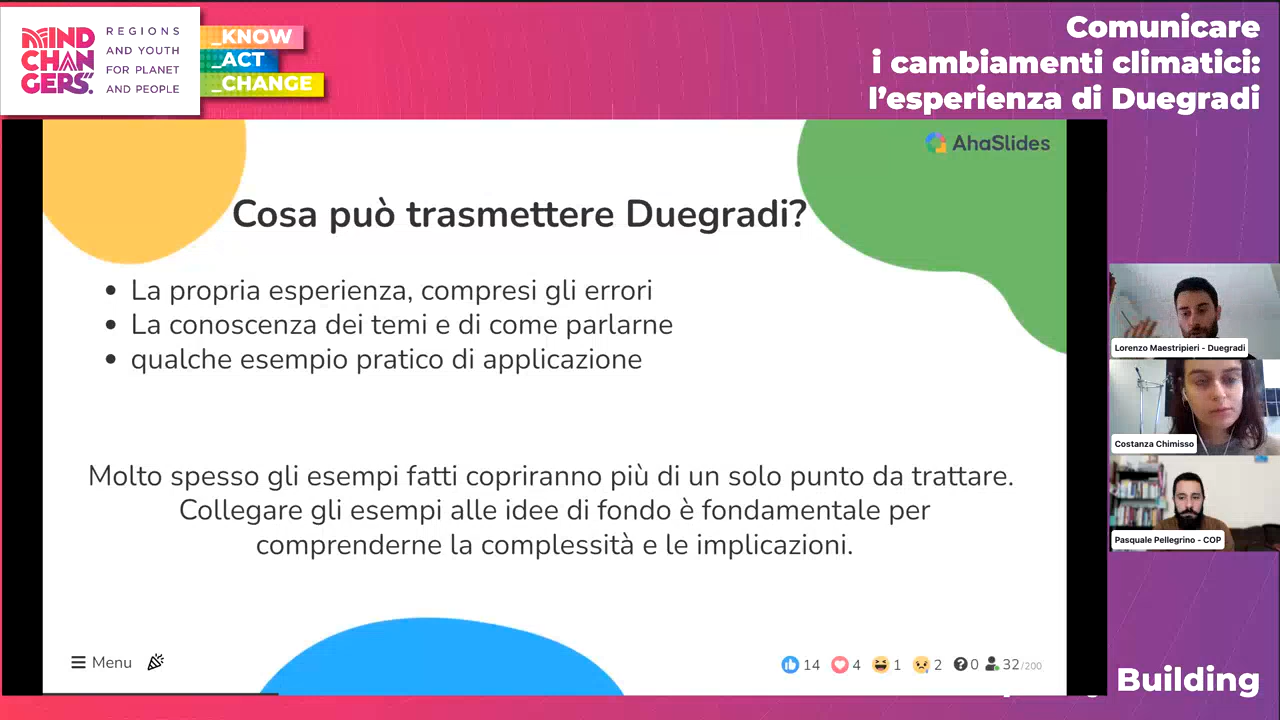 MIND
CHAN
GERS.
REGIONS
AND YOUTH
FOR PLANET
AND PEOPLE
_KNOW
_ACT
_CHANGE
Comunicare
i cambiamenti climatici:
l’esperienza di Duegradi
AhaSlides
Cosa può trasmettere Duegradi?
• La propria esperienza, compresi gli errori
• La conoscenza dei temi e di come parlarne
• qualche esempio pratico di applicazione
Molto spesso gli esempi fatti copriranno più di un solo punto da trattare.
Collegare gli esempi alle idee di fondo è fondamentale per
comprenderne la complessità e le implicazioni.
Lorenzo Maestripieri - Duegradi
Costanza Chimisso
Pasquale Pellegrino - COP
Menu
14 4 1 2 0 32 /200
Building